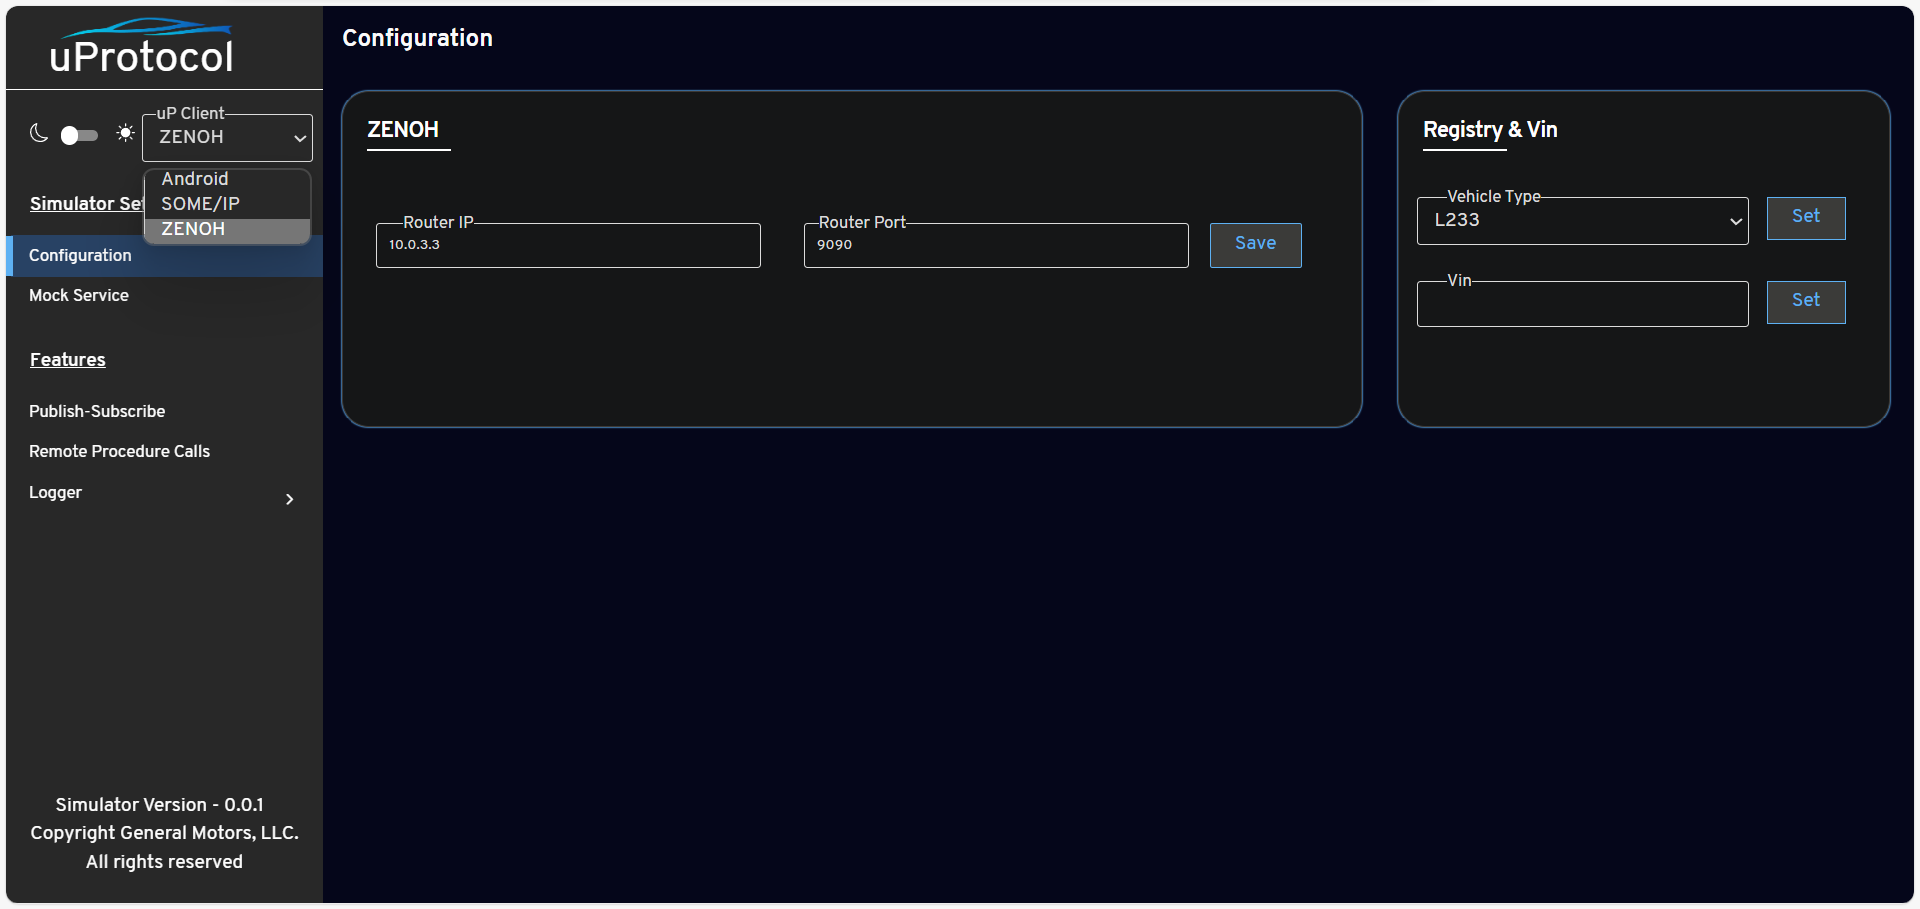 uProtocol
uP Client
ZENOH
Android
SOME/IP
ZENOH
Simulator Se
Configuration
Mock Service
Features
Publish-Subscribe
Remote Procedure Calls
Logger
Simulator Version - 0.0.1
Copyright General Motors, LLC.
All rights reserved
Configuration
ZENOH
Router IP
10.0.3.3
Router Port
9090
Save
Registry & Vin
Vehicle Type
L233
Set
Vin
Set